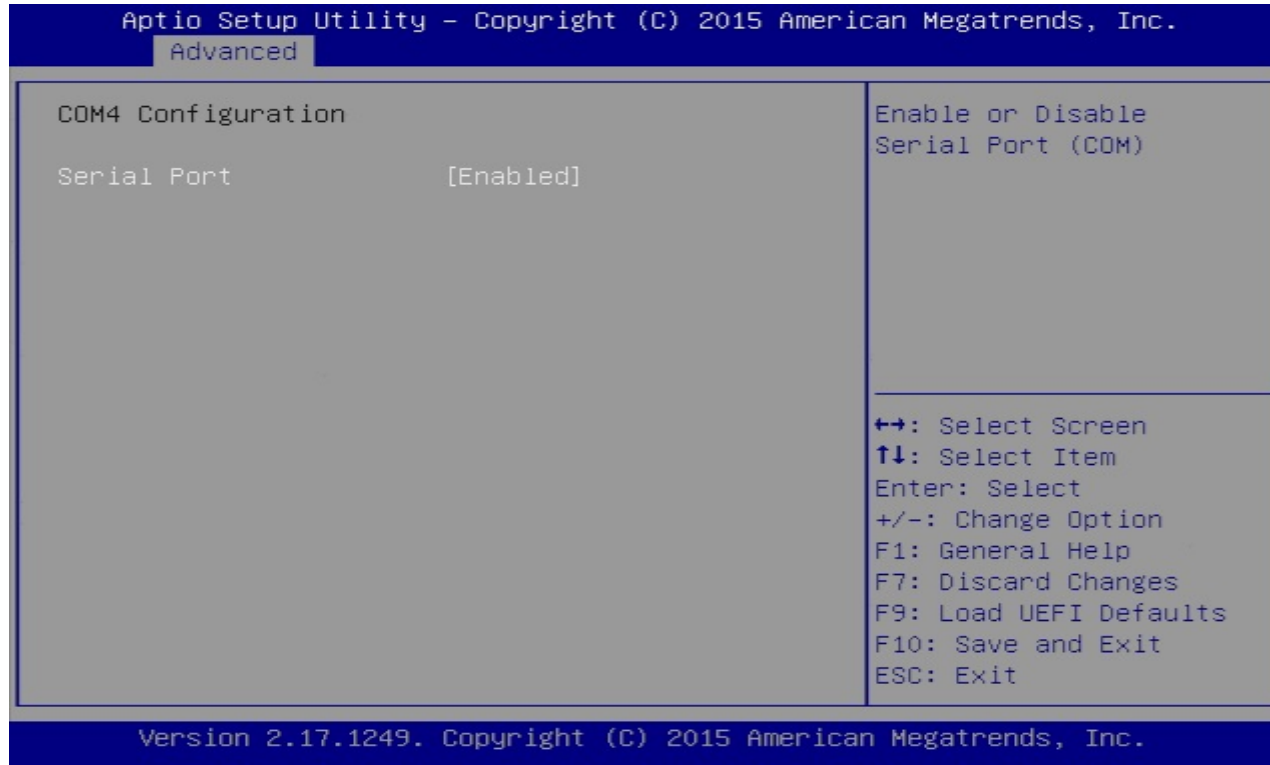 Aptio Setup Utility – Copyright (C) 2015 American Megatrends, Inc.
Advanced
COM4 Configuration
Serial Port [Enabled]
Enable or Disable
Serial Port (COM)
←→: Select Screen
↑↓: Select Item
Enter: Select
+/-: Change Option
F1: General Help
F7: Discard Changes
F9: Load UEFI Defaults
F10: Save and Exit
ESC: Exit
Version 2.17.1249. Copyright (C) 2015 American Megatrends, Inc.